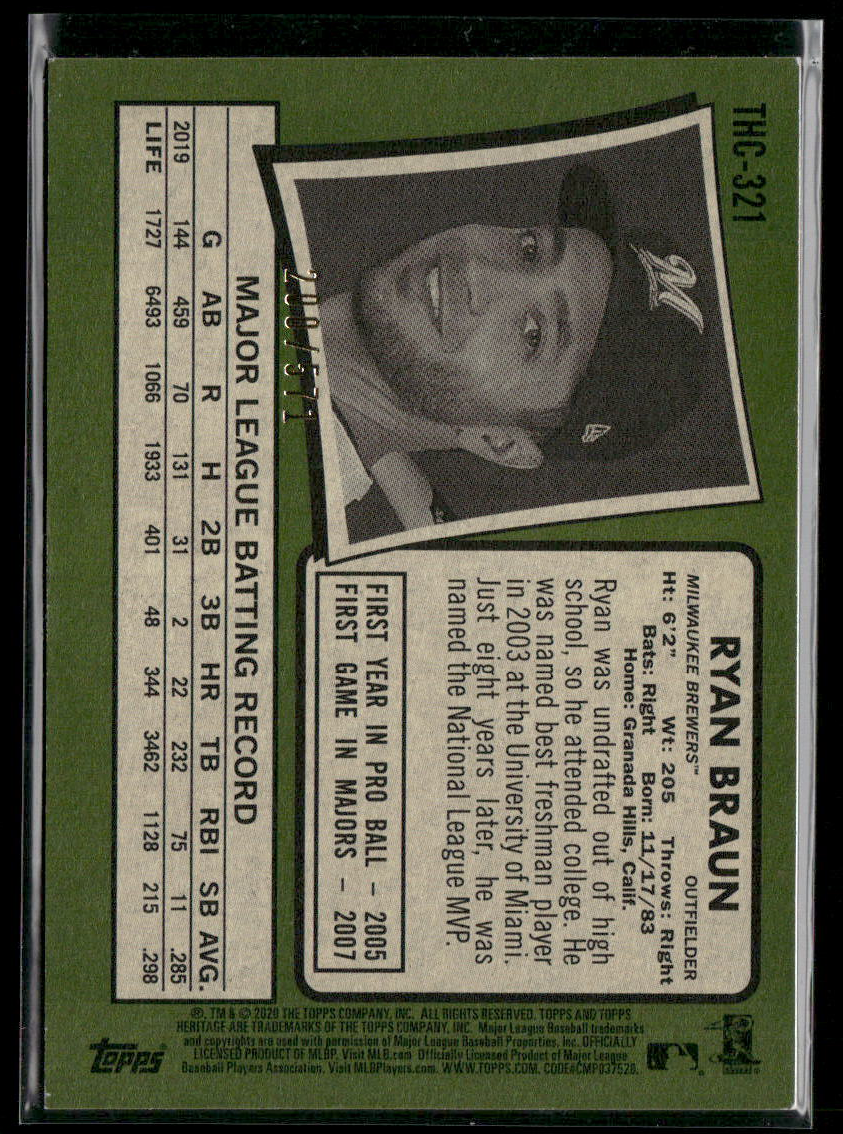 THC-321
RYAN BRAUN
MILWAUKEE BREWERS™ OUTFIELDER
Ht: 6'2" Wt: 205 Throws: Right
Bats: Right Born: 11/17/83
Home: Granada Hills, Calif.
Ryan was undrafted out of high
school, so he attended college. He
was named best freshman player
in 2003 at the University of Miami.
Just eight years later, he was
named the National League MVP.
FIRST YEAR IN PRO BALL – 2005
FIRST GAME IN MAJORS – 2007
200/571
MAJOR LEAGUE BATTING RECORD
G AB R H 2B 3B HR TB RBI SB AVG.
2019 144 459 70 131 31 2 22 232 75 11 .285
LIFE 1727 6493 1066 1933 401 48 344 3462 1128 215 .298
®, TM & © 2020 THE TOPPS COMPANY, INC. ALL RIGHTS RESERVED. TOPPS AND TOPPS
HERITAGE ARE TRADEMARKS OF THE TOPPS COMPANY, INC. Major League Baseball trademarks
and copyrights are used with permission of Major League Baseball Properties, Inc. OFFICIALLY
LICENSED PRODUCT OF MLBP. Visit MLB.com Officially Licensed Product of Major League
Baseball Players Association. Visit MLBPlayers.com. WWW.TOPPS.COM. CODE#CMP037528.
topps